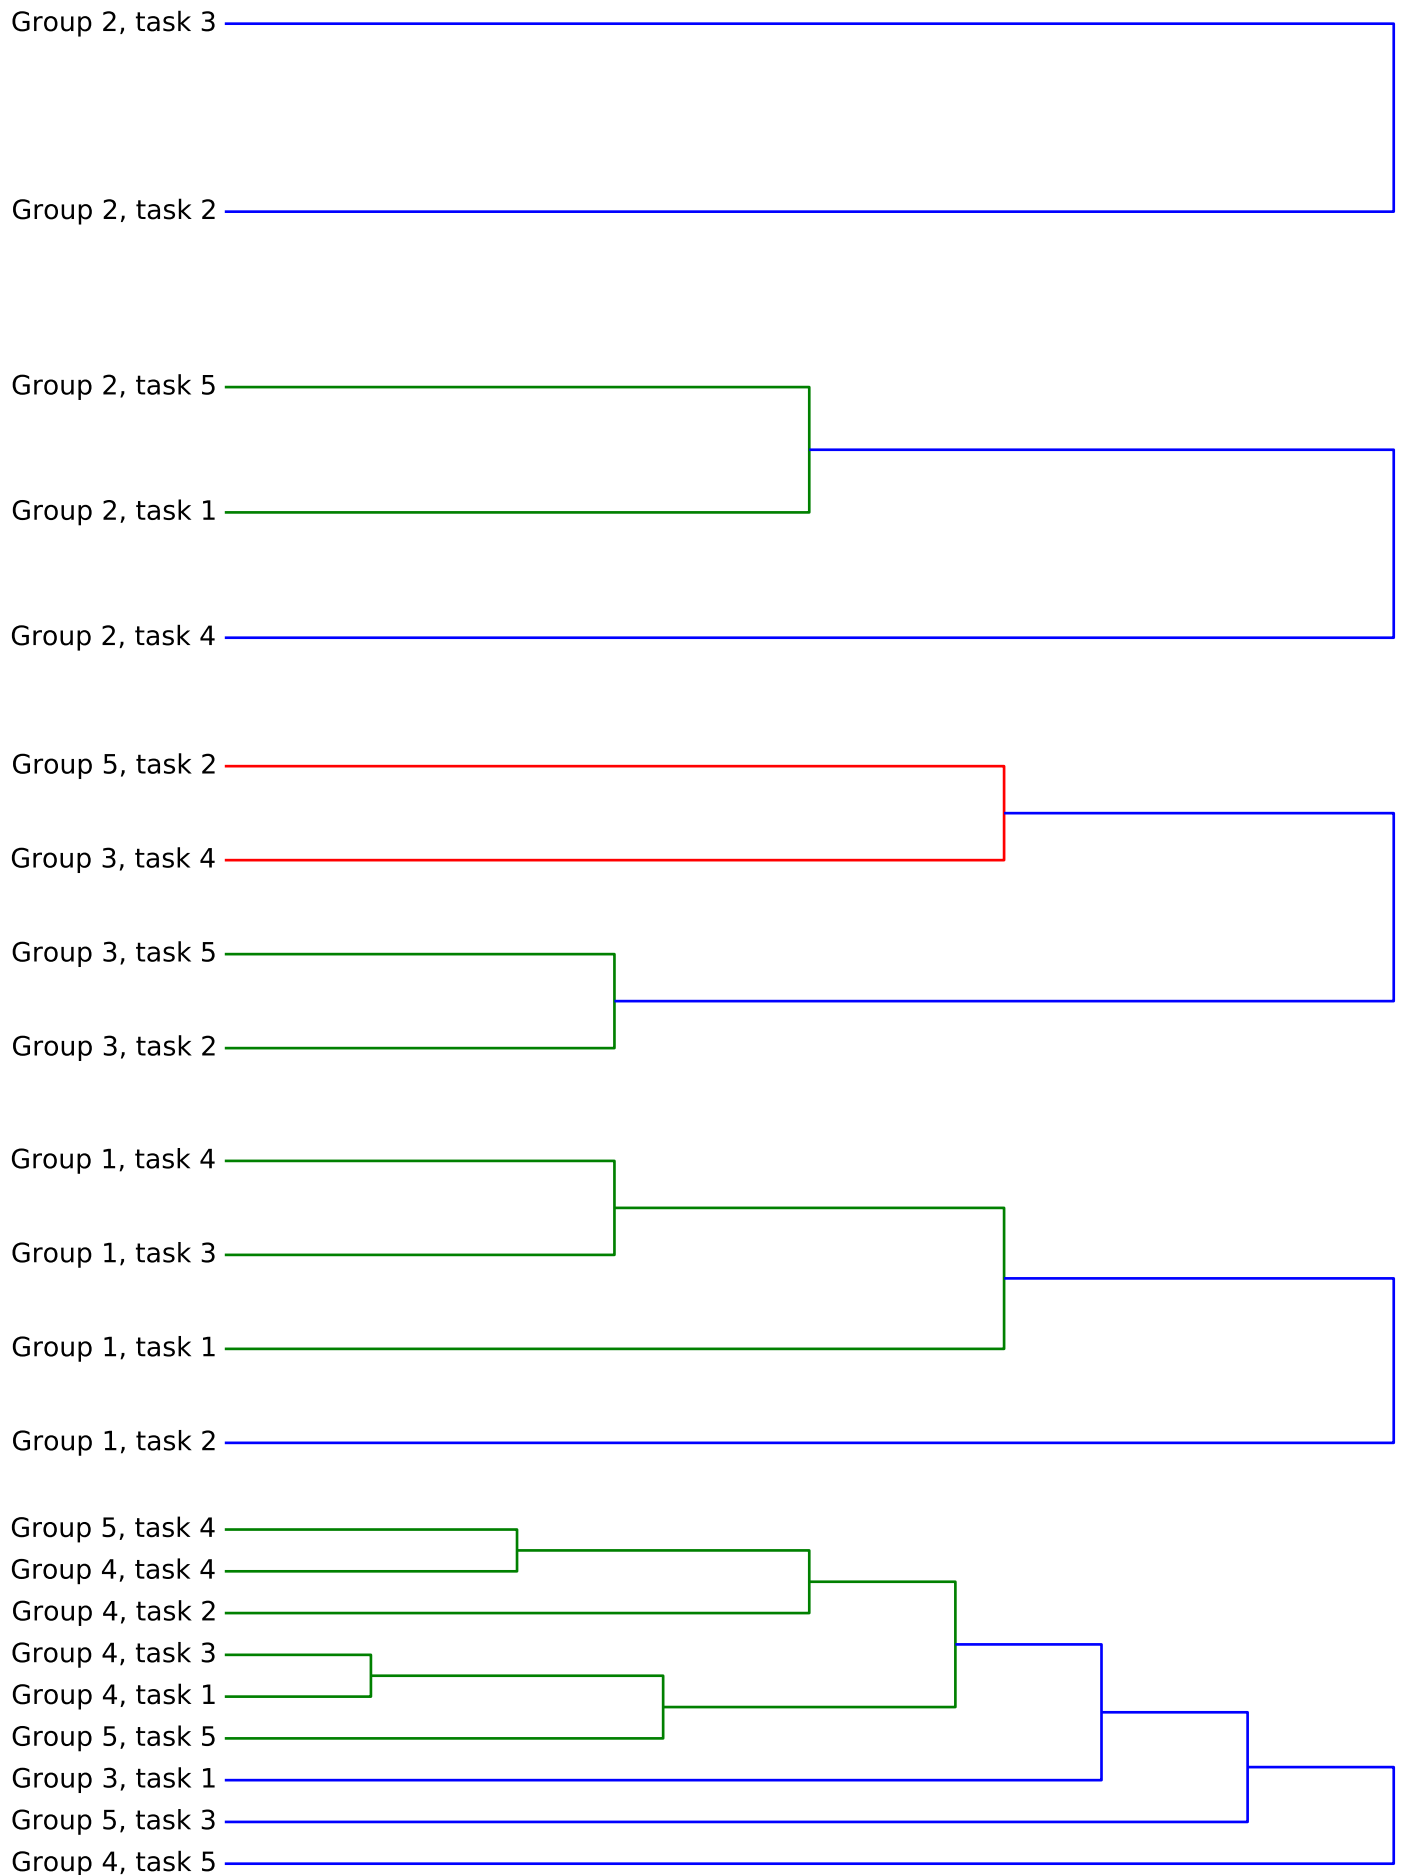 Group 2, task 3
Group 2, task 2
Group 2, task 5
Group 2, task 1
Group 2, task 4
Group 5, task 2
Group 3, task 4
Group 3, task 5
Group 3, task 2
Group 1, task 4
Group 1, task 3
Group 1, task 1
Group 1, task 2
Group 5, task 4
Group 4, task 4
Group 4, task 2
Group 4, task 3
Group 4, task 1
Group 5, task 5
Group 3, task 1
Group 5, task 3
Group 4, task 5